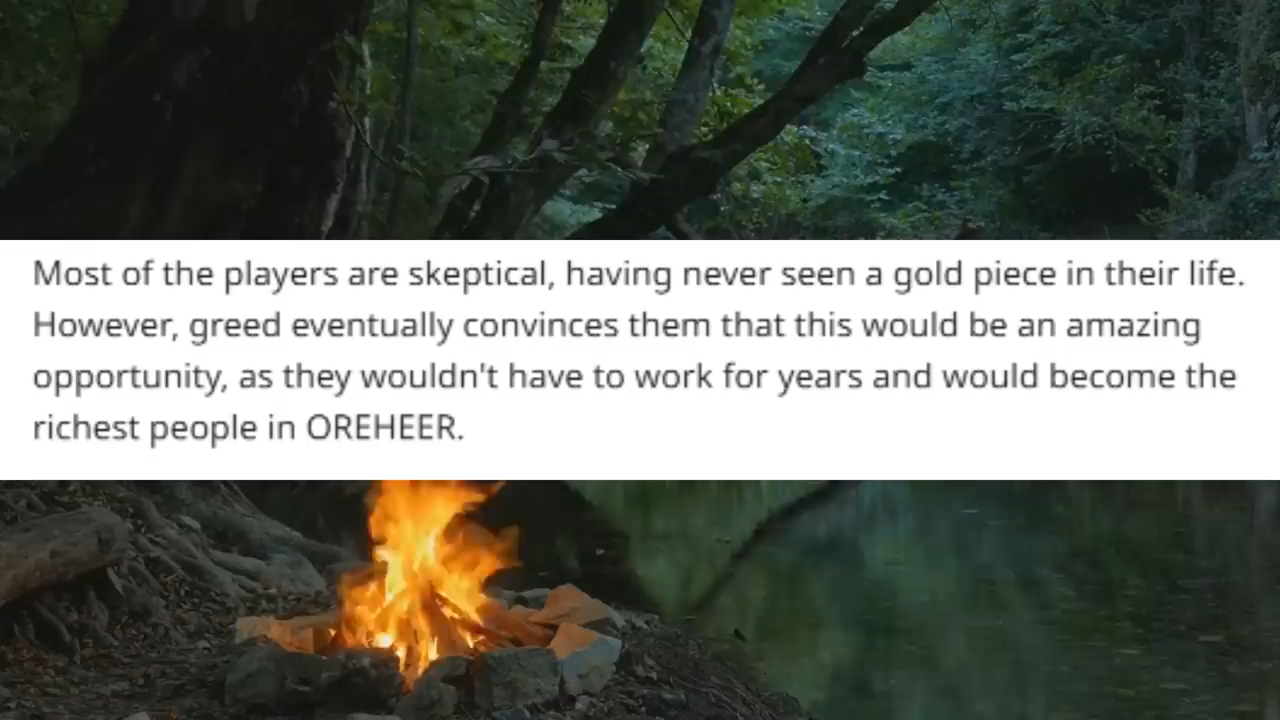 Most of the players are skeptical, having never seen a gold piece in their life.
However, greed eventually convinces them that this would be an amazing
opportunity, as they wouldn't have to work for years and would become the
richest people in OREHEER.